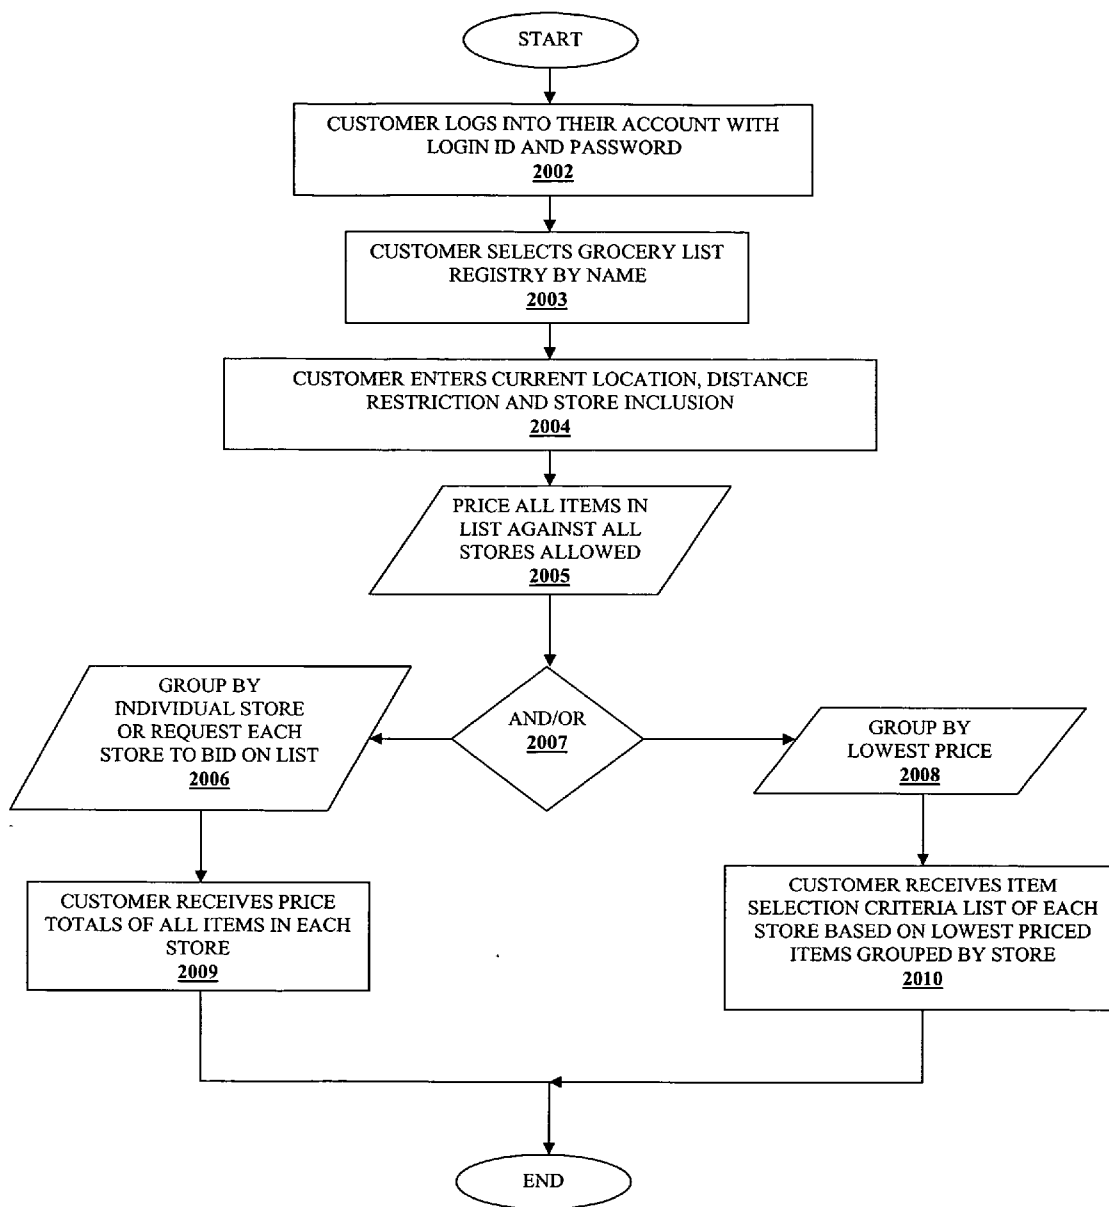 START
CUSTOMER LOGS INTO THEIR ACCOUNT WITH
LOGIN ID AND PASSWORD
2002
CUSTOMER SELECTS GROCERY LIST
REGISTRY BY NAME
2003
CUSTOMER ENTERS CURRENT LOCATION, DISTANCE
RESTRICTION AND STORE INCLUSION
2004
PRICE ALL ITEMS IN
LIST AGAINST ALL
STORES ALLOWED
2005
AND/OR
2007
GROUP BY
INDIVIDUAL STORE
OR REQUEST EACH
STORE TO BID ON LIST
2006
GROUP BY
LOWEST PRICE
2008
CUSTOMER RECEIVES PRICE
TOTALS OF ALL ITEMS IN EACH
STORE
2009
CUSTOMER RECEIVES ITEM
SELECTION CRITERIA LIST OF EACH
STORE BASED ON LOWEST PRICED
ITEMS GROUPED BY STORE
2010
END